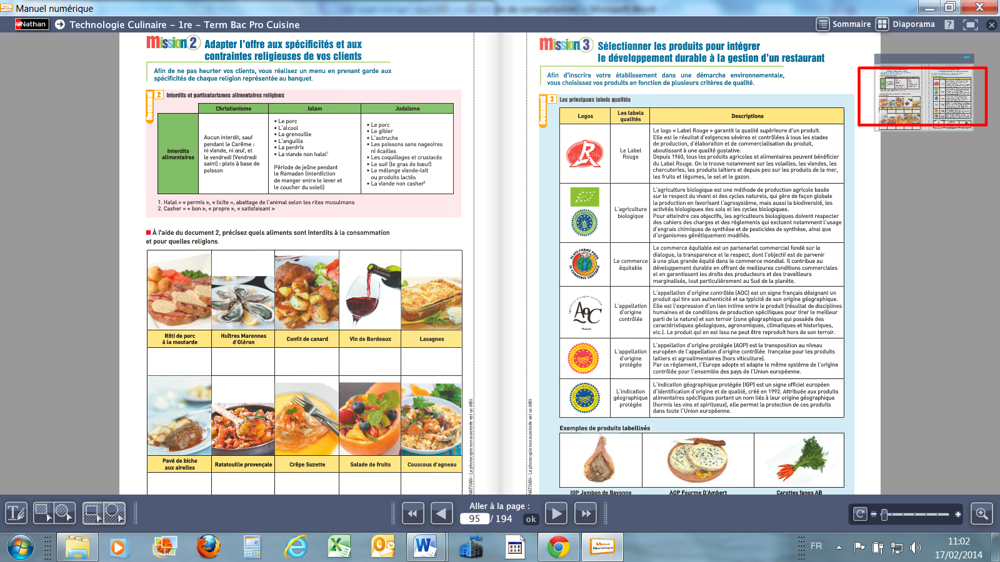 Manuel numérique
Nathan
Technologie Culinaire - 1re - Term Bac Pro Cuisine
Sommaire
Diaporama
?
Mission 2
Adapter l'offre aux spécificités et aux
contraintes religieuses de vos clients
Afin de ne pas heurter vos clients, vous réalisez un menu en prenant garde aux
spécificités de chaque religion représentée au banquet.
Document
2
Interdits et particularismes alimentaires religieux
Christianisme
Islam
Judaïsme
Interdits
alimentaires
Aucun interdit, sauf
pendant le Carême :
ni viande, ni œuf, et
le vendredi (Vendredi
saint) : plats à base de
poisson
• Le porc
• L'alcool
• La grenouille
• L'anguille
• La perdrix
• La viande non halal¹
Période de jeûne pendant
le Ramadan (interdiction
de manger entre le lever et
le coucher du soleil)
• Le porc
• Le gibier
• L'autruche
• Les poissons sans nageoires
ni écailles
• Les coquillages et crustacés
• Le suif (le gras de bœuf)
• Le mélange viande-lait
ou produits lactés
• La viande non casher²
1. Halal = « permis », « licite », abattage de l'animal selon les rites musulmans
2. Casher = « bon », « propre », « satisfaisant »
À l'aide du document 2, précisez quels aliments sont interdits à la consommation
et pour quelles religions.
Rôti de porc
à la moutarde
Huîtres Marennes
d'Oléron
Confit de canard
Vin de Bordeaux
Lasagnes
Pavé de biche
aux airelles
Ratatouille provençale
Crêpe Suzette
Salade de fruits
Couscous d'agneau
NATHAN - La photocopie non autorisée est un délit
Mission 3
Sélectionner les produits pour intégrer
le développement durable à la gestion d'un restaurant
Afin d'inscrire votre établissement dans une démarche environnementale,
vous choisissez vos produits en fonction de plusieurs critères de qualité.
Document
3
Les principaux labels qualités
Logos
Les labels
qualités
Descriptions
Le Label
Rouge
Le logo « Label Rouge » garantit la qualité supérieure d'un produit.
Elle est le résultat d'exigences sévères et contrôlées à tous les stades
de production, d'élaboration et de commercialisation du produit,
aboutissant à une qualité gustative.
Depuis 1960, tous les produits agricoles et alimentaires peuvent bénéficier
du Label Rouge. On le trouve notamment sur les volailles, les viandes, les
charcuteries, les produits laitiers et depuis peu sur les produits de la mer,
les fruits et légumes, le sel et le gazon.
L'agriculture
biologique
L'agriculture biologique est une méthode de production agricole basée
sur le respect du vivant et des cycles naturels, qui gère de façon globale
la production en favorisant l'agrosystème, mais aussi la biodiversité, les
activités biologiques des sols et les cycles biologiques.
Pour atteindre ces objectifs, les agriculteurs biologiques doivent respecter
des cahiers des charges et des règlements qui excluent notamment l'usage
d'engrais chimiques de synthèse et de pesticides de synthèse, ainsi que
d'organismes génétiquement modifiés.
PLATE-FORME POUR
LE COMMERCE ÉQUITABLE
Le commerce
équitable
Le commerce équitable est un partenariat commercial fondé sur le
dialogue, la transparence et le respect, dont l'objectif est de parvenir
à une plus grande équité dans le commerce mondial. Il contribue au
développement durable en offrant de meilleures conditions commerciales
et en garantissant les droits des producteurs et des travailleurs
marginalisés, tout particulièrement au Sud de la planète.
AOC
L'appellation
d'origine
contrôlée
L'appellation d'origine contrôlée (AOC) est un signe français désignant un
produit qui tire son authenticité et sa typicité de son origine géographique.
Elle est l'expression d'un lien intime entre le produit (résultat de disciplines
humaines et de conditions de production spécifiques pour tirer le meilleur
parti de la nature) et son terroir (zone géographique qui possède des
caractéristiques géologiques, agronomiques, climatiques et historiques,
etc.). Le produit qui en est issu ne peut être reproduit hors de son terroir.
L'appellation
d'origine
protégée
L'appellation d'origine protégée (AOP) est la transposition au niveau
européen de l'appellation d'origine contrôlée française pour les produits
laitiers et agroalimentaires (hors viticulture).
Par ce règlement, l'Europe adopte et adapte le même système de l'origine
contrôlée pour l'ensemble des pays de l'Union européenne.
L'indication
géographique
protégée
L'indication géographique protégée (IGP) est un signe officiel européen
d'identification d'origine et de qualité, créé en 1992. Attribuée aux produits
alimentaires spécifiques portant un nom liés à leur origine géographique
(hormis les vins et spiritueux), elle permet la protection de ces produits
dans toute l'Union européenne.
Exemples de produits labellisés
IGP Jambon de Bayonne
AOP Fourme D'Ambert
Carottes fanes AB
NATHAN - La photocopie non autorisée est un délit
Aller à la page :
95 / 194 ok
FR
11:02
17/02/2014